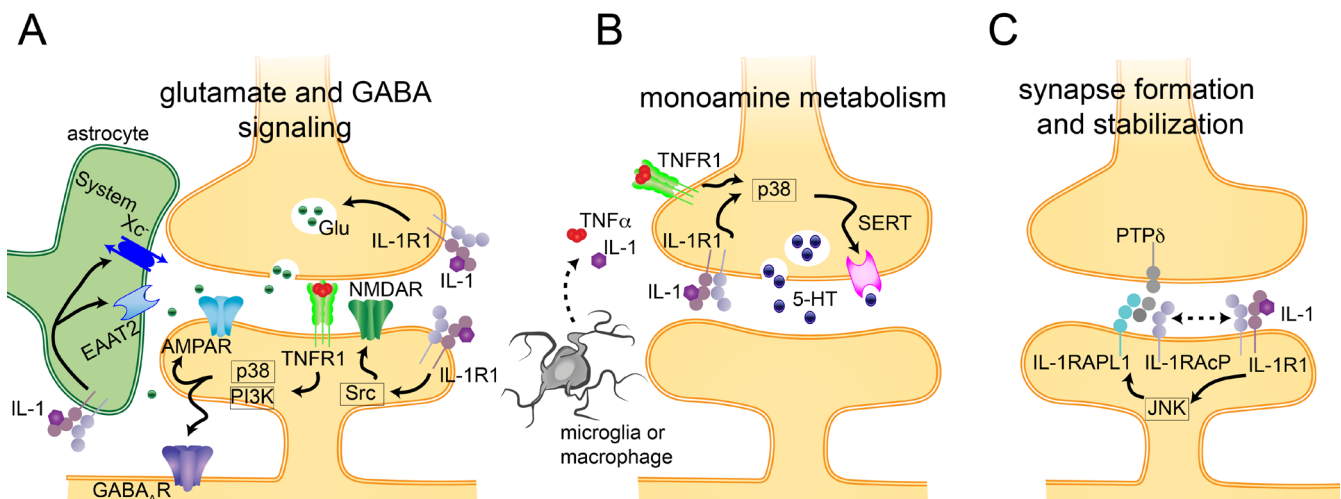 A
glutamate and GABA
signaling
astrocyte
System
Xc-
EAAT2
IL-1
Glu
IL-1R1
IL-1
NMDAR
AMPAR
TNFR1
p38
PI3K
Src
IL-1R1
GABAAR
B
monoamine metabolism
TNFR1
p38
SERT
TNFα
IL-1
IL-1R1
IL-1
5-HT
microglia or
macrophage
C
synapse formation
and stabilization
PTPδ
IL-1
IL-1RAPL1
IL-1RAcP
IL-1R1
JNK